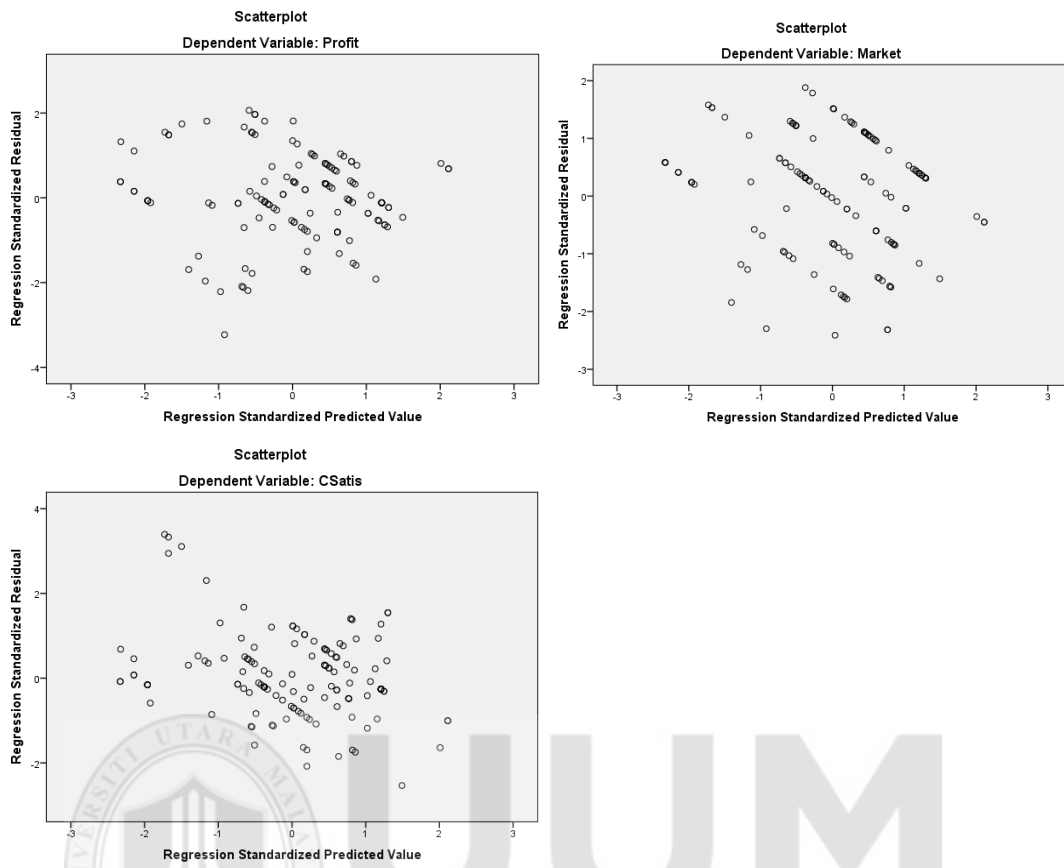 Scatterplot
Dependent Variable: Profit
Regression Standardized Residual
2
0
-2
-4
-3
-2
-1
0
1
2
3
Regression Standardized Predicted Value
Scatterplot
Dependent Variable: Market
Regression Standardized Residual
2
1
0
-1
-2
-3
-3
-2
-1
0
1
2
3
Regression Standardized Predicted Value
Scatterplot
Dependent Variable: CSatis
Regression Standardized Residual
4
2
0
-2
-3
-2
-1
0
1
2
3
Regression Standardized Predicted Value
UTARA
UUM